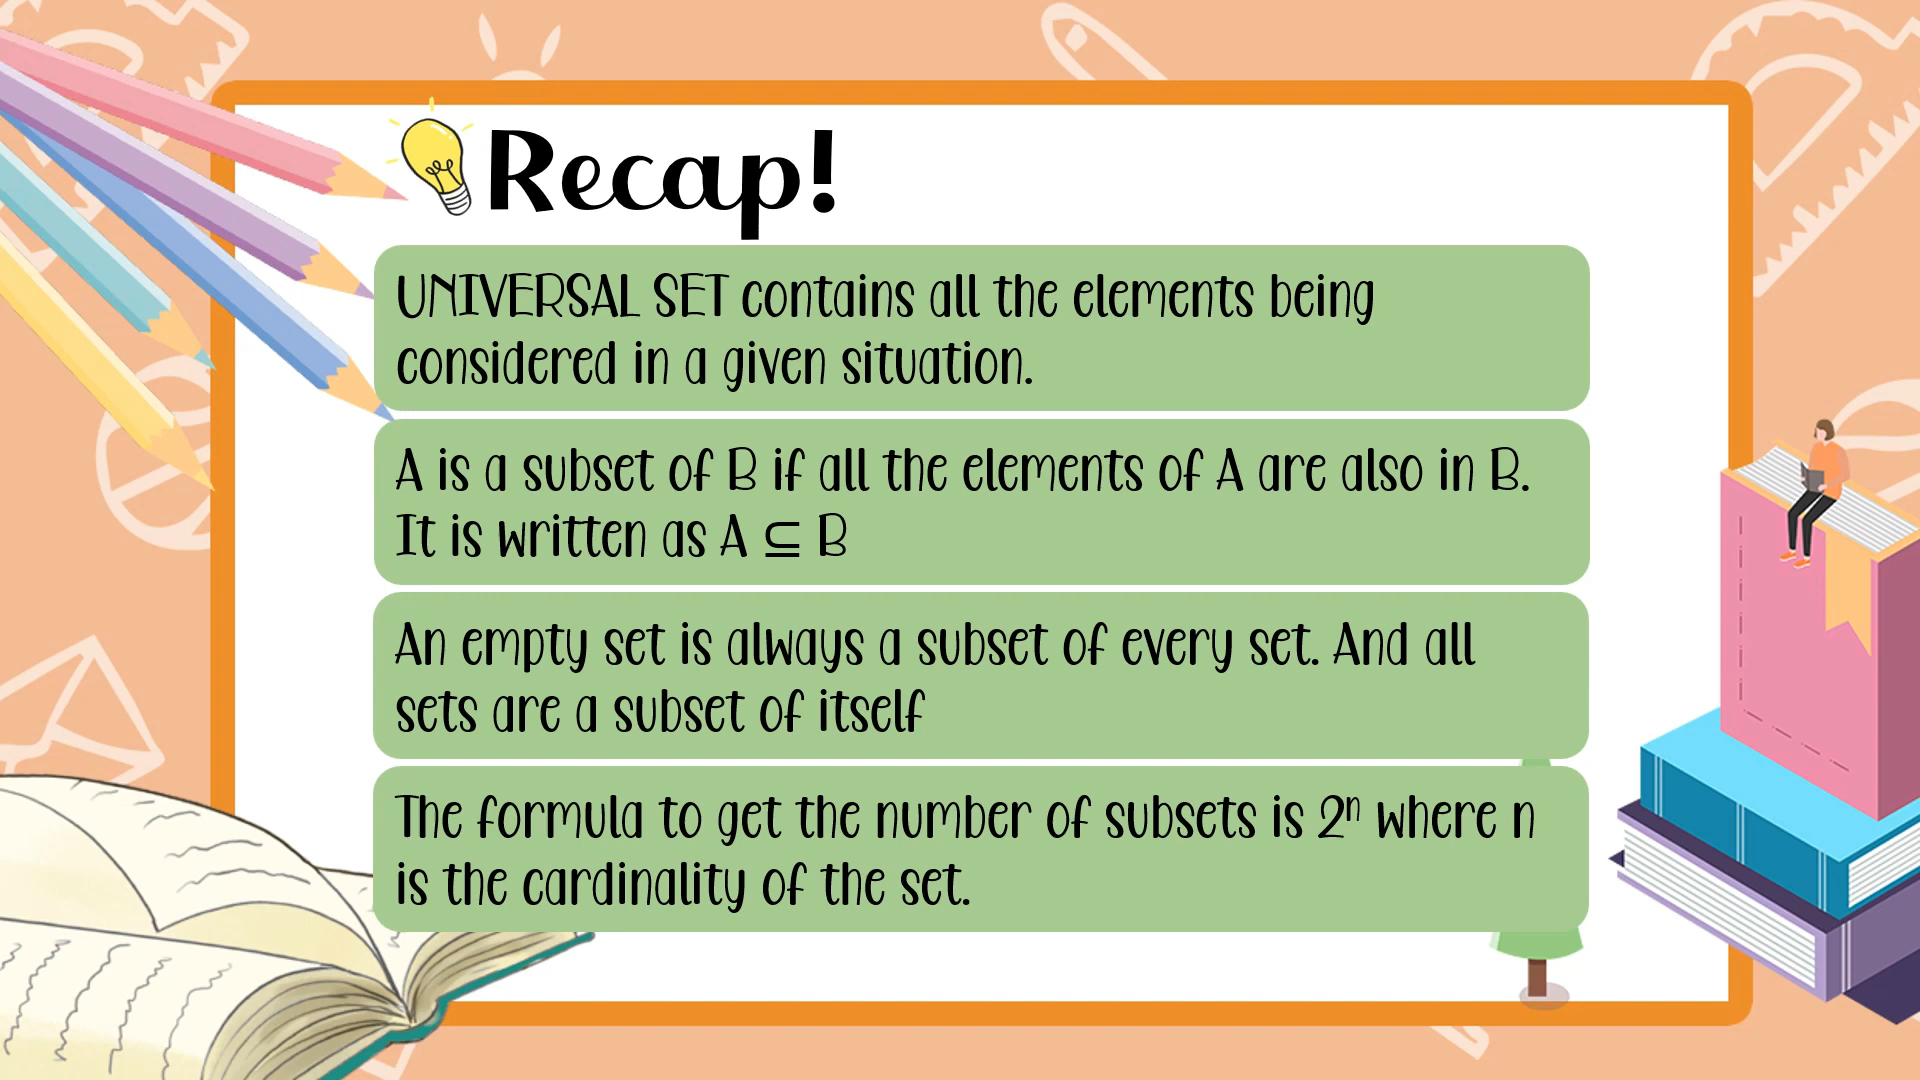 Recap!
UNIVERSAL SET contains all the elements being
considered in a given situation.
A is a subset of B if all the elements of A are also in B.
It is written as A ⊆ B
An empty set is always a subset of every set. And all
sets are a subset of itself
The formula to get the number of subsets is 2ⁿ where n
is the cardinality of the set.